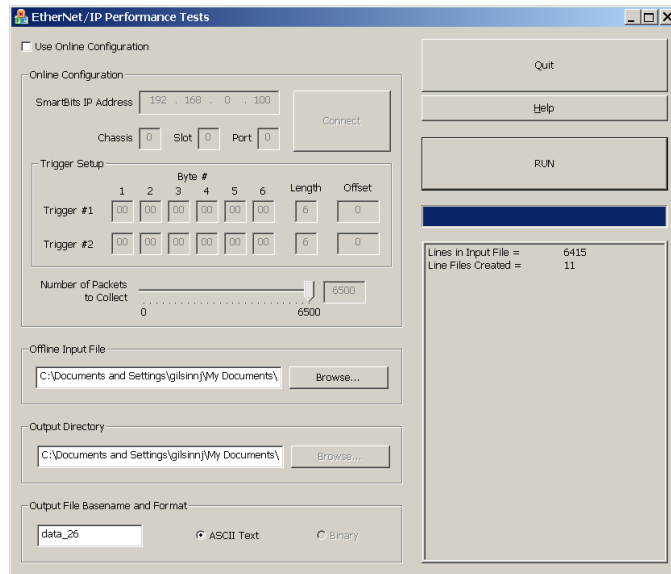 EtherNet/IP Performance Tests
Use Online Configuration
Online Configuration
SmartBits IP Address 192 . 168 . 0 . 100
Connect
Chassis 0 Slot 0 Port 0
Trigger Setup
Byte #
1 2 3 4 5 6 Length Offset
Trigger #1 00 00 00 00 00 00 6 0
Trigger #2 00 00 00 00 00 00 6 0
Number of Packets
to Collect
6500
0 6500
Offline Input File
C:\Documents and Settings\gilsinnj\My Documents\
Browse...
Output Directory
C:\Documents and Settings\gilsinnj\My Documents\
Browse...
Output File Basename and Format
data_26
ASCII Text
Binary
Quit
Help
RUN
Lines in Input File = 6415
Line Files Created = 11